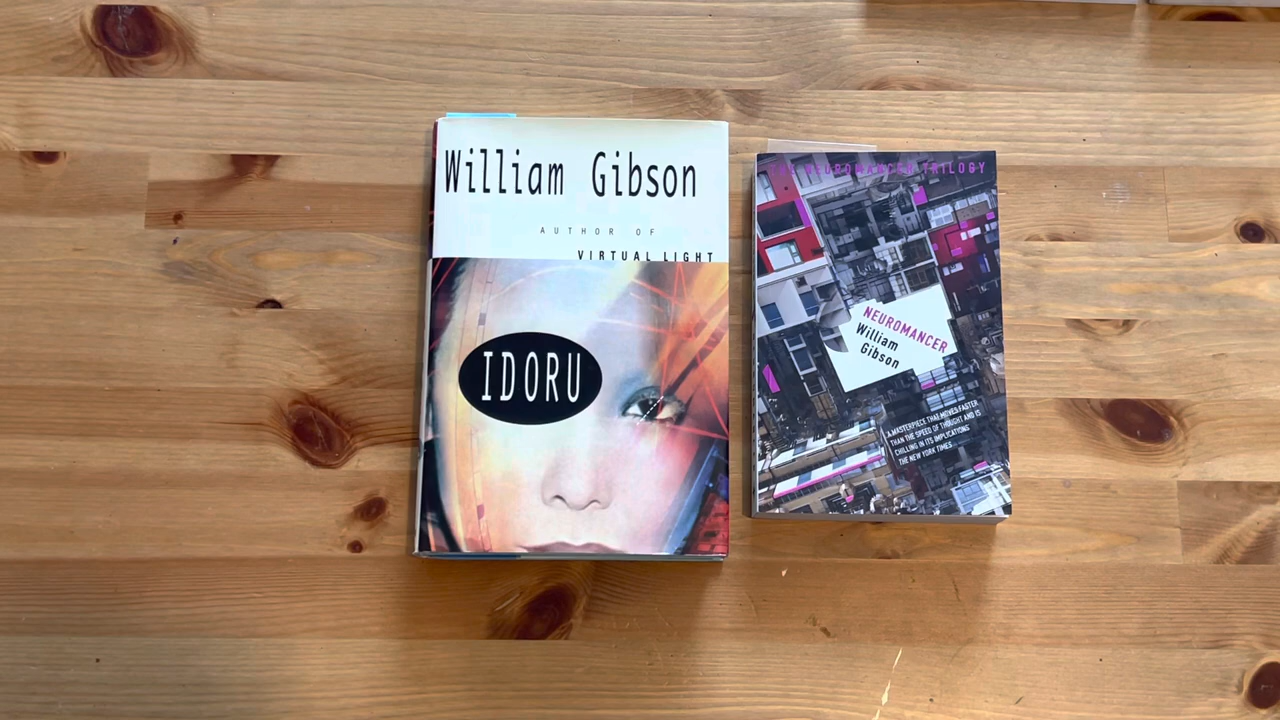 William Gibson
AUTHOR OF
VIRTUAL LIGHT
IDORU
THE NEUROMANCER TRILOGY
NEUROMANCER
William
Gibson
A MASTERPIECE THAT MOVES FASTER
THAN THE SPEED OF THOUGHT AND IS
CHILLING IN ITS IMPLICATIONS
THE NEW YORK TIMES